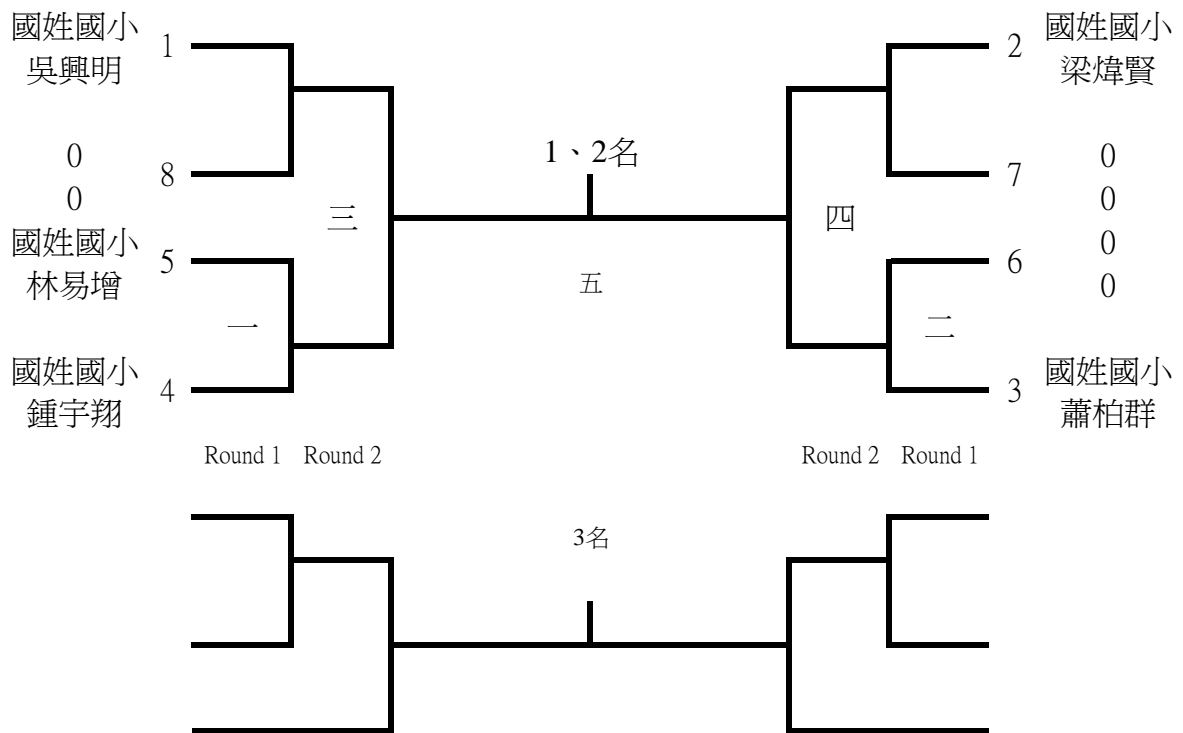 國姓國小
吳興明
1
0
0
8
國姓國小
林易增
5
國姓國小
鍾宇翔
4
一
三
1、2名
五
四
二
2
國姓國小
梁煒賢
7
0
0
6
0
0
3
國姓國小
蕭柏群
Round 1 Round 2
Round 2 Round 1
3名